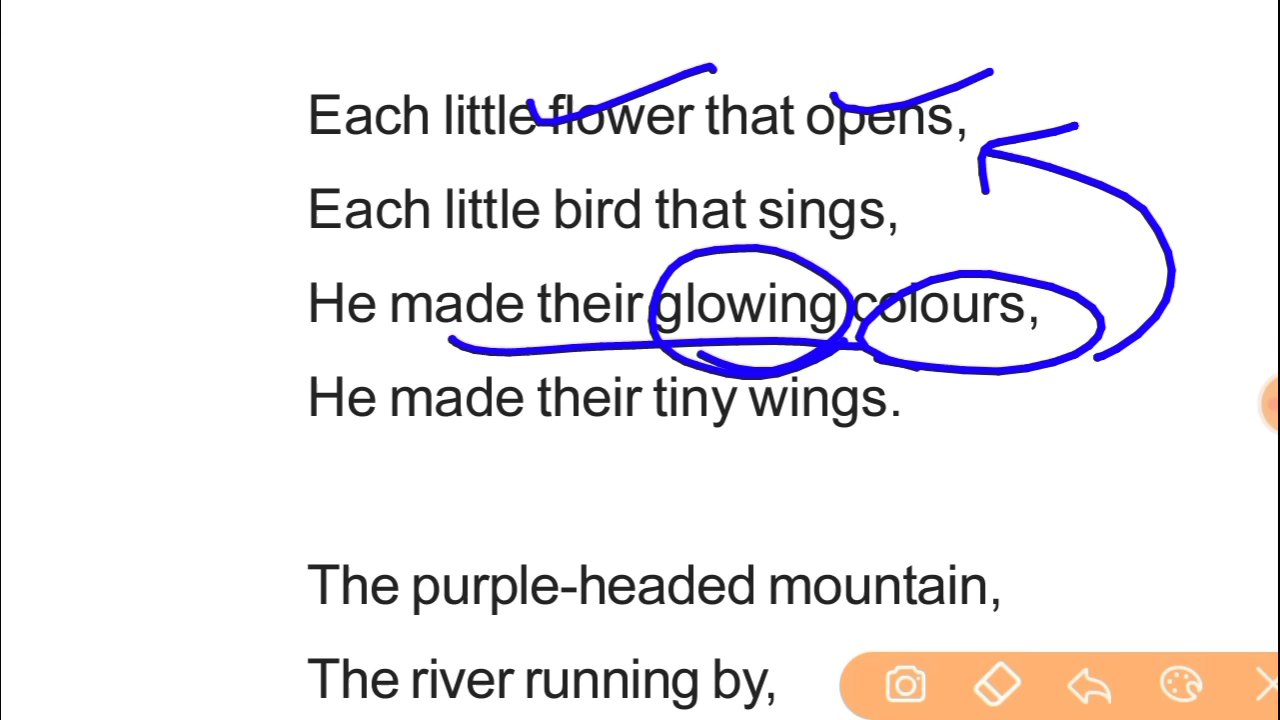 Each little flower that opens,
Each little bird that sings,
He made their glowing colours,
He made their tiny wings.
The purple-headed mountain,
The river running by,